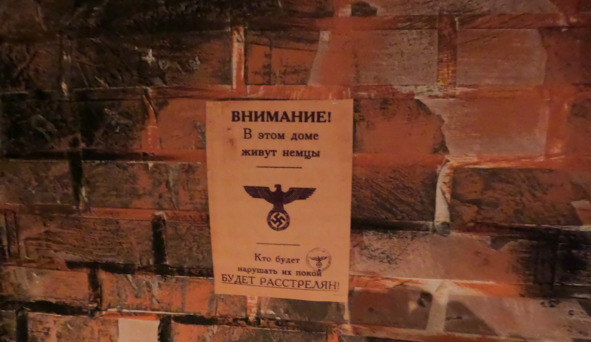 ВНИМАНИЕ!
В этом доме
живут немцы
Кто будет
нарушать их покой
БУДЕТ РАССТРЕЛЯН!